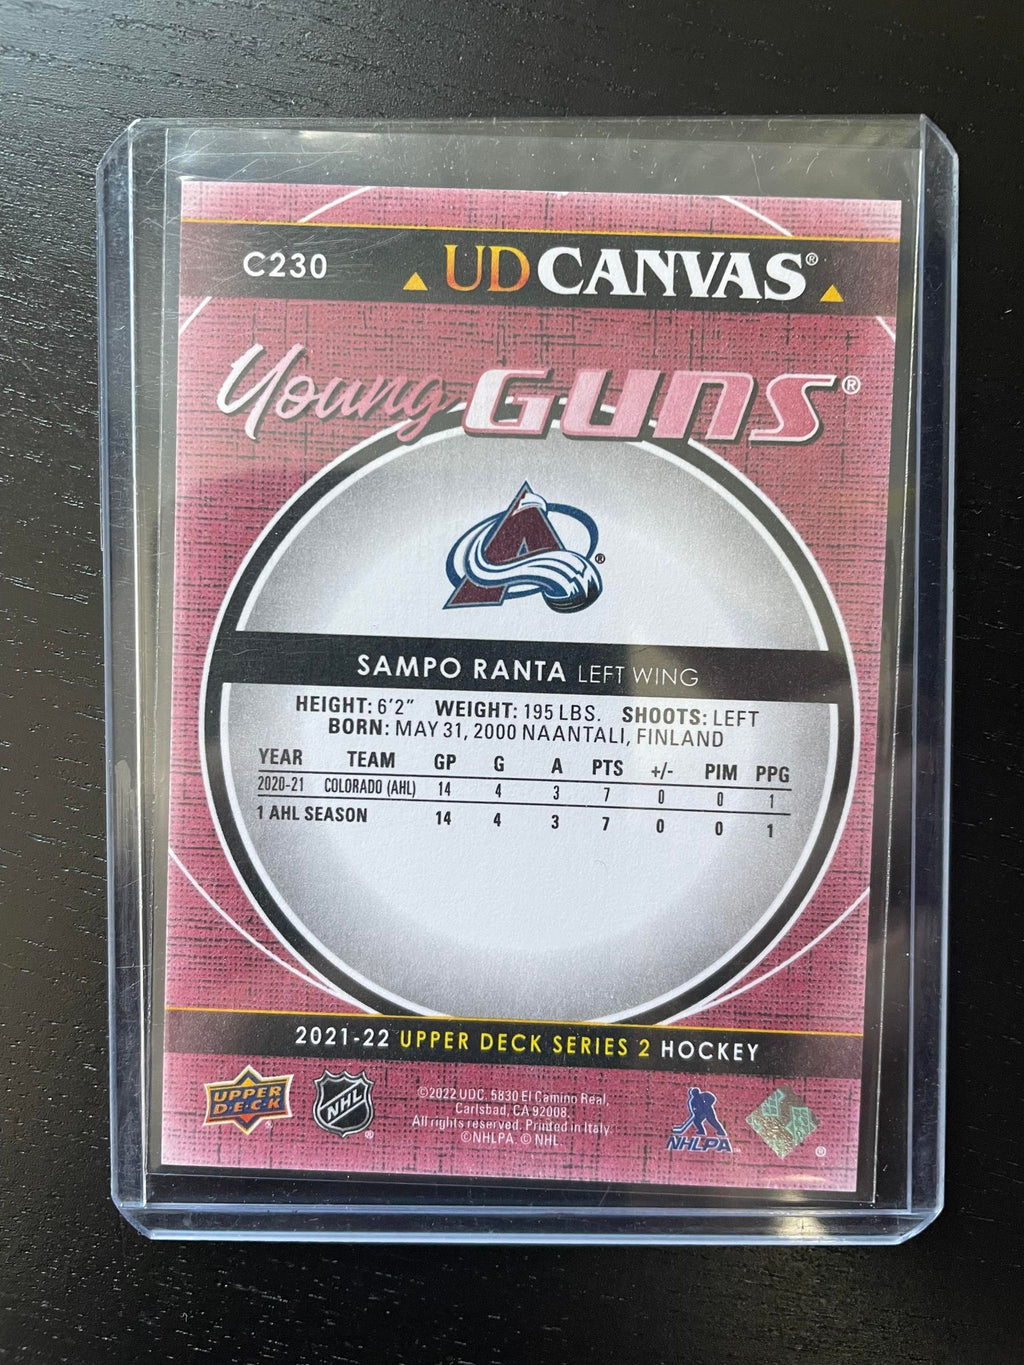 C230 UD CANVAS®
Young GUNS®
®
SAMPO RANTA LEFT WING
HEIGHT: 6'2" WEIGHT: 195 LBS. SHOOTS: LEFT
BORN: MAY 31, 2000 NAANTALI, FINLAND
YEAR TEAM GP G A PTS +/- PIM PPG
2020-21 COLORADO (AHL) 14 4 3 7 0 0 1
1 AHL SEASON 14 4 3 7 0 0 1
2021-22 UPPER DECK SERIES 2 HOCKEY
UPPER
D·E·C·K
®
NHL
®
©2022 UDC. 5830 El Camino Real,
Carlsbad, CA 92008.
All rights reserved. Printed in Italy.
©NHLPA. © NHL.
NHLPA
®